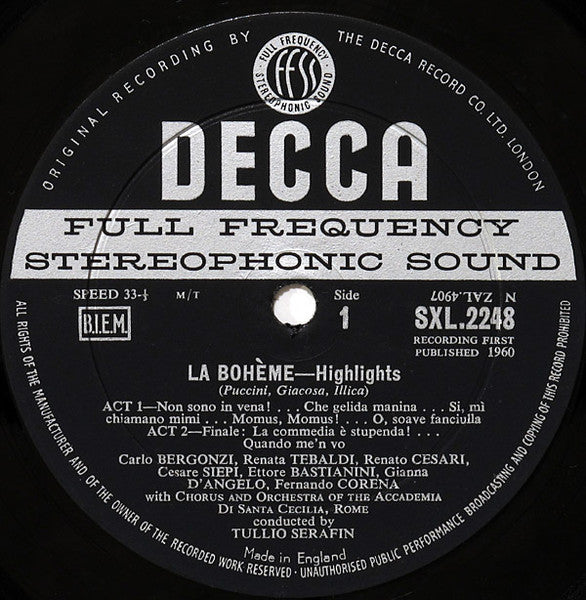 ORIGINAL RECORDING BY
THE DECCA RECORD CO. LTD. LONDON
· FULL FREQUENCY ·
STEREOPHONIC SOUND
FFSS
DECCA
FULL FREQUENCY
STEREOPHONIC SOUND
SPEED 33-⅓ M/T
B.I.E.M.
Side
1
N ZAL.4907
SXL.2248
RECORDING FIRST
PUBLISHED 1960
LA BOHÈME—Highlights
(Puccini, Giacosa, Illica)
ACT 1—Non sono in vena! . . . Che gelida manina . . . Si, mì
chiamano mimi . . . Momus, Momus! . . . O, soave fanciulla
ACT 2—Finale: La commedia è stupenda! . . .
Quando me'n vo
Carlo BERGONZI, Renata TEBALDI, Renato CESARI,
Cesare SIEPI, Ettore BASTIANINI, Gianna
D'ANGELO, Fernando CORENA
with CHORUS AND ORCHESTRA OF THE ACCADEMIA
DI SANTA CECILIA, ROME
conducted by
TULLIO SERAFIN
Made in England
ALL RIGHTS OF THE MANUFACTURER AND OF THE OWNER OF THE RECORDED WORK RESERVED · UNAUTHORISED PUBLIC PERFORMANCE BROADCASTING AND COPYING OF THIS RECORD PROHIBITED